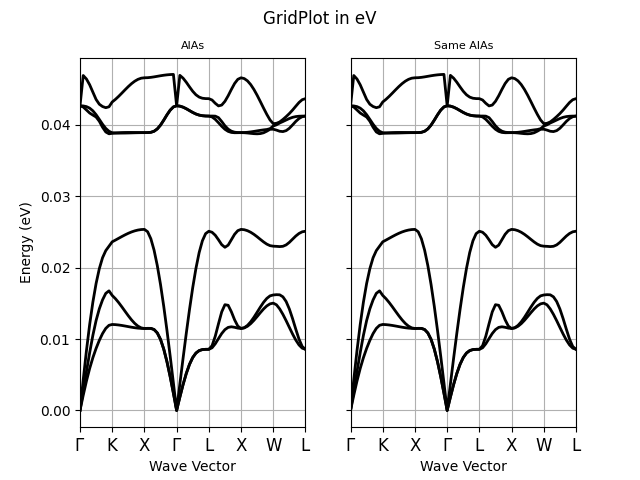 GridPlot in eV
AlAs
Same AlAs
Energy (eV)
0.04
0.03
0.02
0.01
0.00
Γ K X Γ L X W L
Γ K X Γ L X W L
Wave Vector
Wave Vector